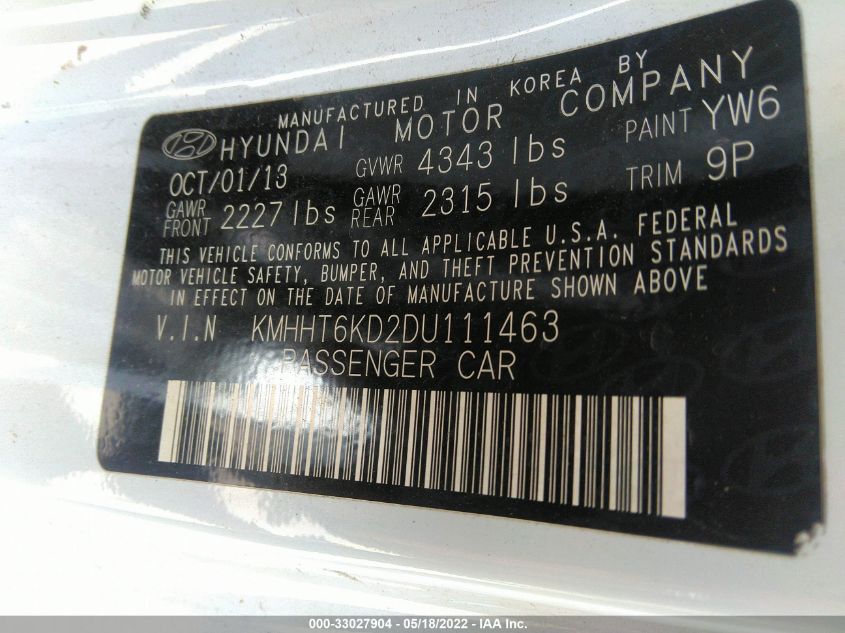 MANUFACTURED IN KOREA BY
HYUNDAI MOTOR COMPANY
OCT/01/13 GVWR 4343 lbs PAINT YW6
GAWR FRONT 2227 lbs GAWR REAR 2315 lbs TRIM 9P
THIS VEHICLE CONFORMS TO ALL APPLICABLE U.S.A. FEDERAL
MOTOR VEHICLE SAFETY, BUMPER, AND THEFT PREVENTION STANDARDS
IN EFFECT ON THE DATE OF MANUFACTURE SHOWN ABOVE
V.I.N KMHHT6KD2DU111463
PASSENGER CAR
000-33027904 - 05/18/2022 - IAA Inc.